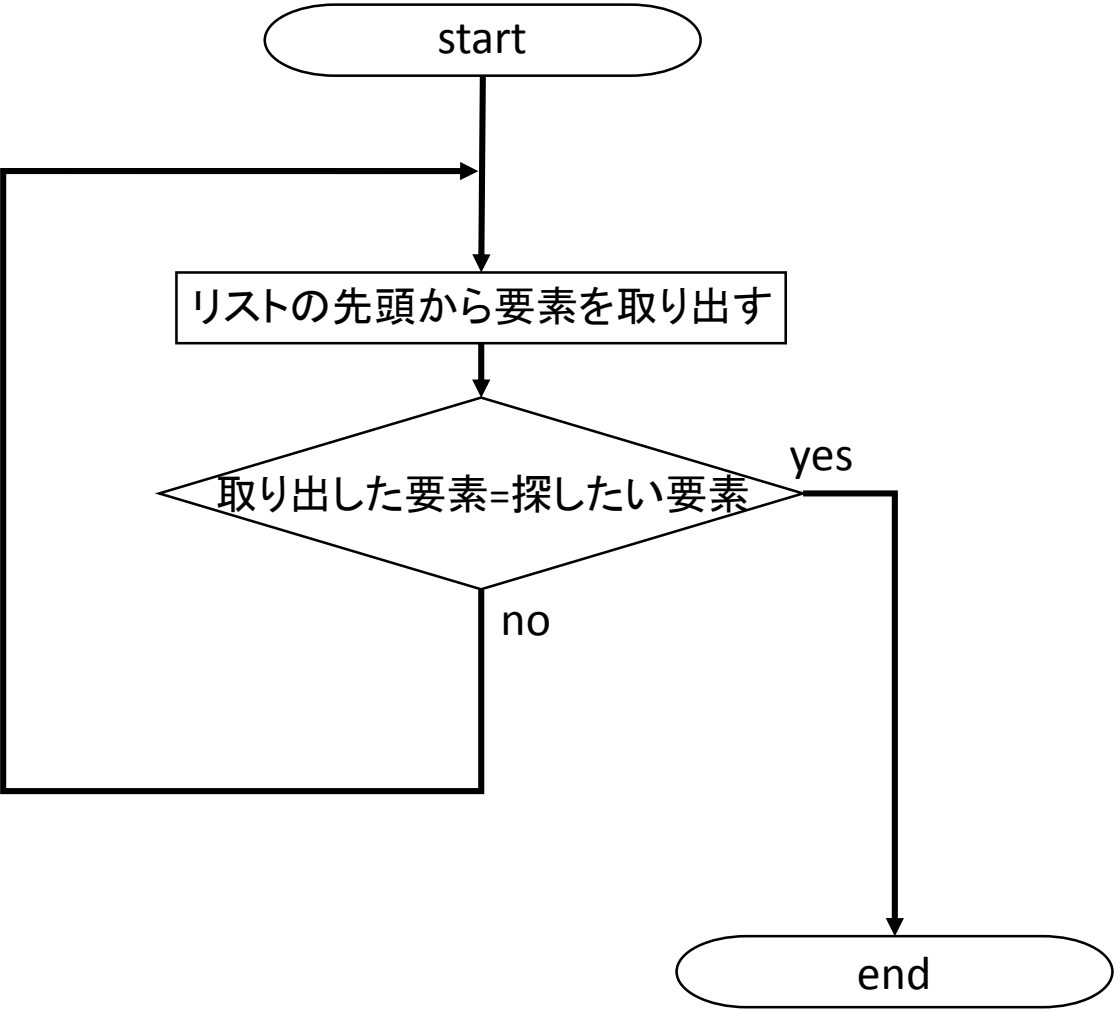 start
リストの先頭から要素を取り出す
取り出した要素=探したい要素
yes
no
end